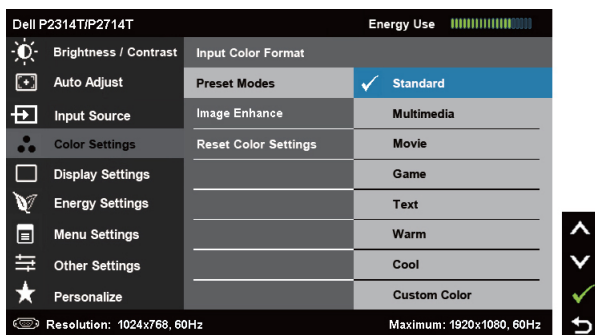 Dell P2314T/P2714T
Energy Use
Brightness / Contrast
Auto Adjust
Input Source
Color Settings
Display Settings
Energy Settings
Menu Settings
Other Settings
Personalize
Input Color Format
Preset Modes
Image Enhance
Reset Color Settings
Standard
Multimedia
Movie
Game
Text
Warm
Cool
Custom Color
Resolution: 1024x768, 60Hz
Maximum: 1920x1080, 60Hz